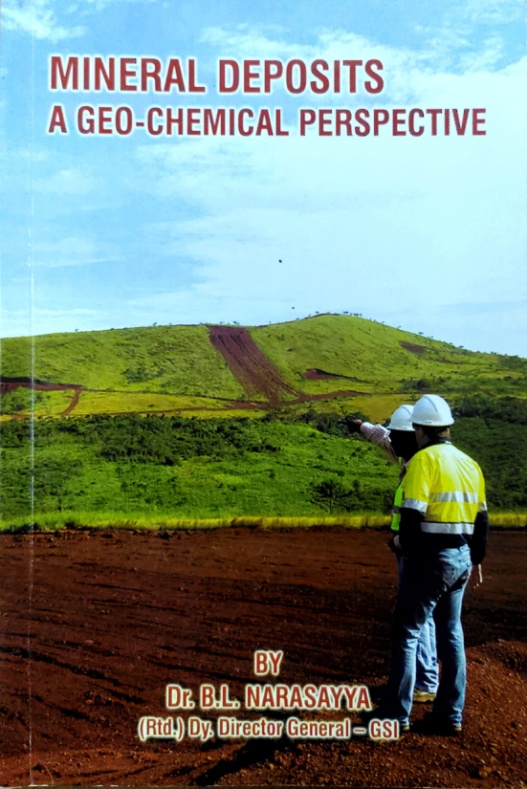 MINERAL DEPOSITS
A GEO-CHEMICAL PERSPECTIVE
BY
Dr. B.L. NARASAYYA
(Rtd.) Dy. Director General – GSI